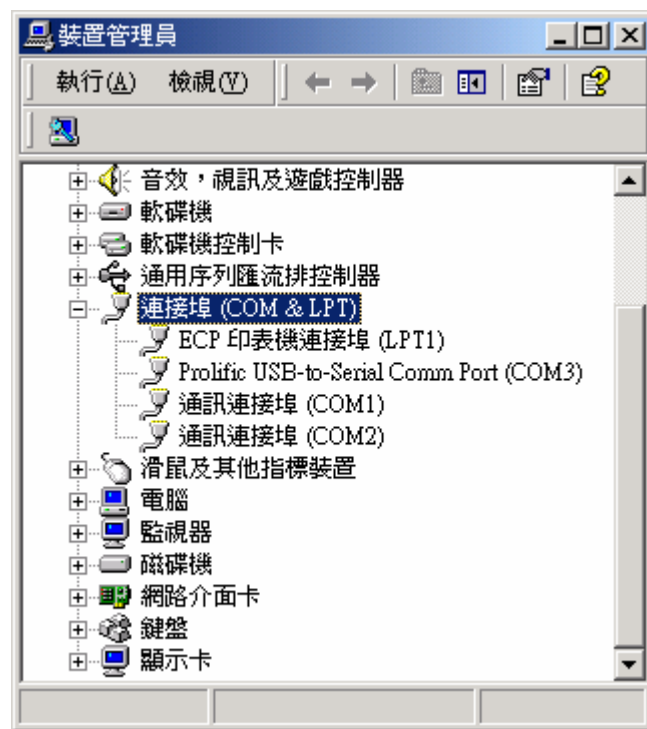 裝置管理員
執行(A) 檢視(V)
音效，視訊及遊戲控制器
軟碟機
軟碟機控制卡
通用序列匯流排控制器
連接埠 (COM & LPT)
ECP 印表機連接埠 (LPT1)
Prolific USB-to-Serial Comm Port (COM3)
通訊連接埠 (COM1)
通訊連接埠 (COM2)
滑鼠及其他指標裝置
電腦
監視器
磁碟機
網路介面卡
鍵盤
顯示卡